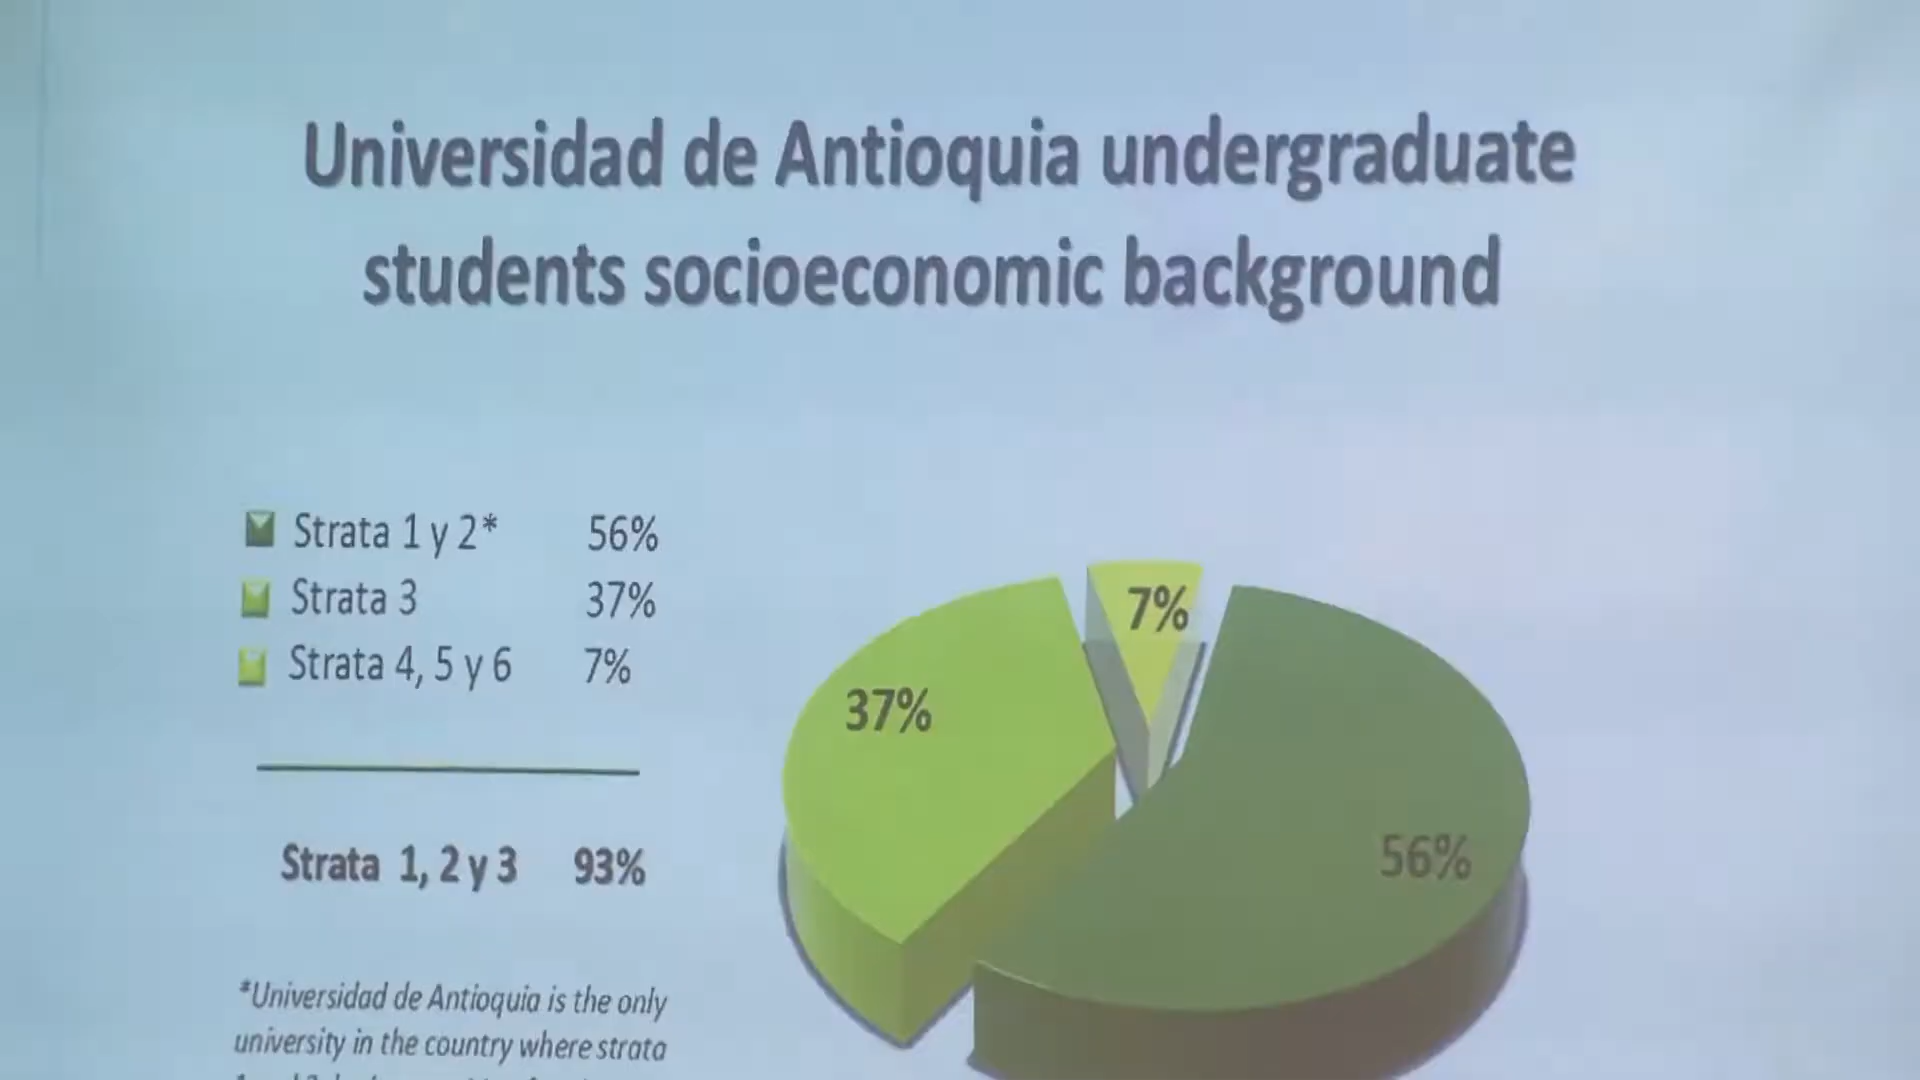 Universidad de Antioquia undergraduate
students socioeconomic background
Strata 1 y 2* 56%
Strata 3 37%
Strata 4, 5 y 6 7%
Strata 1, 2 y 3 93%
*Universidad de Antioquia is the only
university in the country where strata
7%
37%
56%